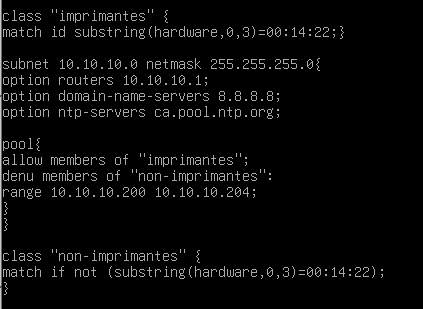 class "imprimantes" {
match id substring(hardware,0,3)=00:14:22;}
subnet 10.10.10.0 netmask 255.255.255.0{
option routers 10.10.10.1;
option domain-name-servers 8.8.8.8;
option ntp-servers ca.pool.ntp.org;
pool{
allow members of "imprimantes";
denu members of "non-imprimantes":
range 10.10.10.200 10.10.10.204;
}
}
class "non-imprimantes" {
match if not (substring(hardware,0,3)=00:14:22);
}